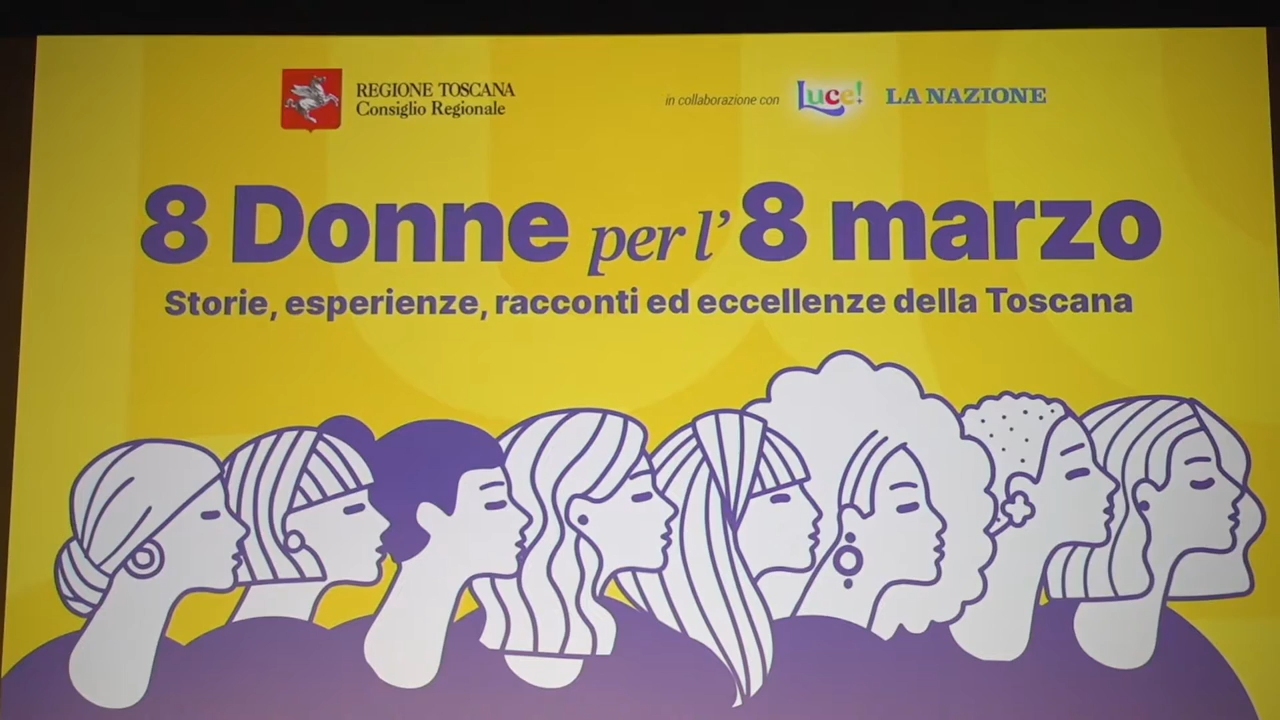 REGIONE TOSCANA
Consiglio Regionale
in collaborazione con Luce! LA NAZIONE
8 Donne per l'8 marzo
Storie, esperienze, racconti ed eccellenze della Toscana